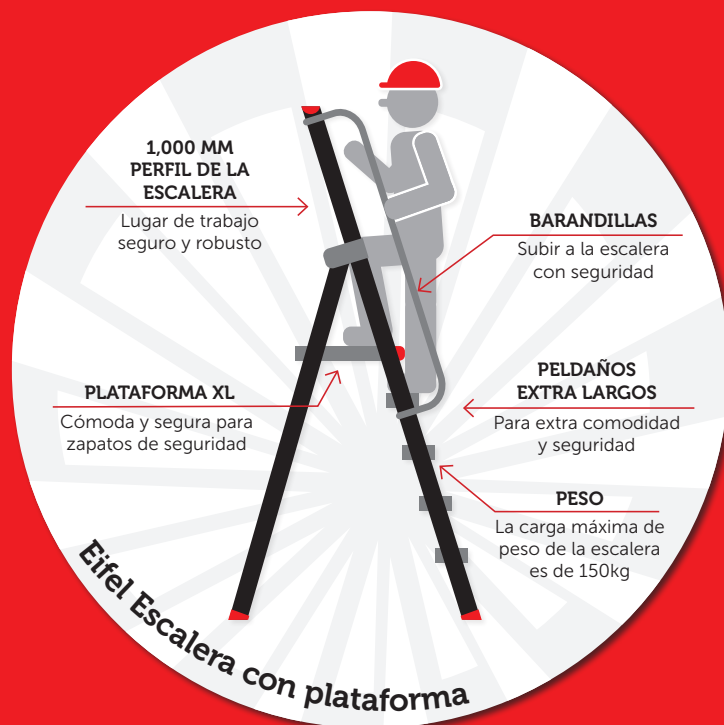 1,000 MM
PERFIL DE LA
ESCALERA
Lugar de trabajo
seguro y robusto
BARANDILLAS
Subir a la escalera
con seguridad
PLATAFORMA XL
Cómoda y segura para
zapatos de seguridad
PELDAÑOS
EXTRA LARGOS
Para extra comodidad
y seguridad
PESO
La carga máxima de
peso de la escalera
es de 150kg
Eifel Escalera con plataforma